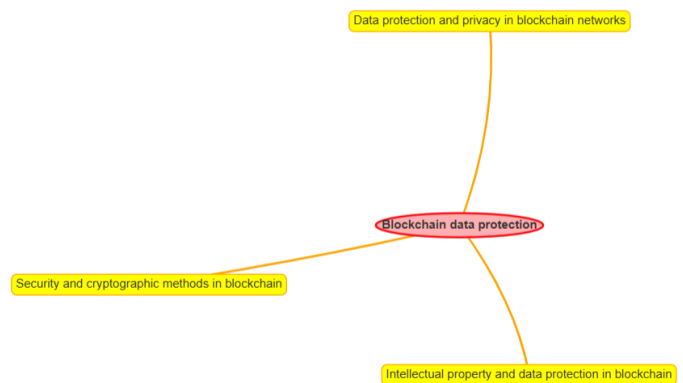 Data protection and privacy in blockchain networks
Blockchain data protection
Security and cryptographic methods in blockchain
Intellectual property and data protection in blockchain